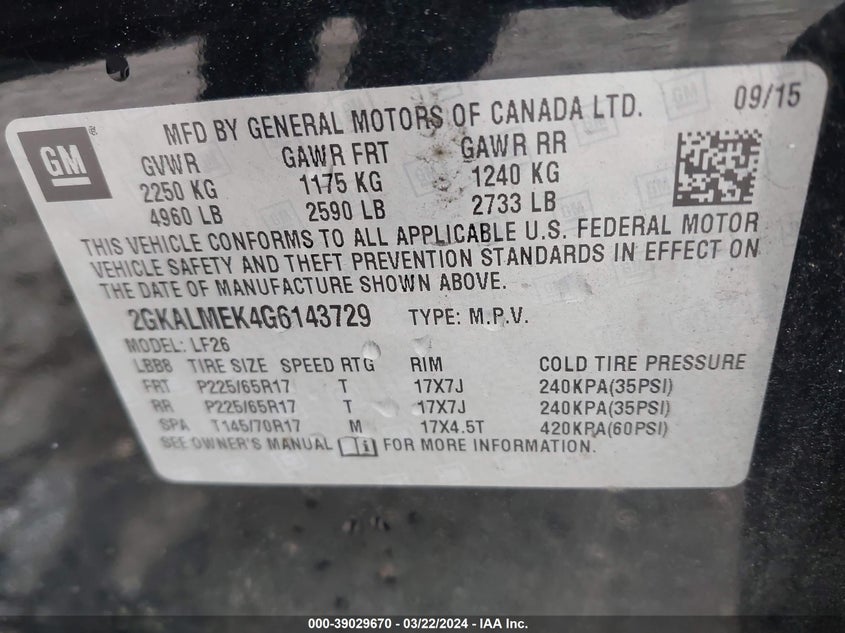 GM
MFD BY GENERAL MOTORS OF CANADA LTD. 09/15
GVWR GAWR FRT GAWR RR
2250 KG 1175 KG 1240 KG
4960 LB 2590 LB 2733 LB
THIS VEHICLE CONFORMS TO ALL APPLICABLE U.S. FEDERAL MOTOR
VEHICLE SAFETY AND THEFT PREVENTION STANDARDS IN EFFECT ON
THE DATE OF MANUFACTURE SHOWN ABOVE.
2GKALMEK4G6143729 TYPE: M.P.V.
MODEL: LF26
LBB8 TIRE SIZE SPEED RTG RIM COLD TIRE PRESSURE
FRT P225/65R17 T 17X7J 240KPA(35PSI)
RR P225/65R17 T 17X7J 240KPA(35PSI)
SPA T145/70R17 M 17X4.5T 420KPA(60PSI)
SEE OWNER'S MANUAL FOR MORE INFORMATION.
000-39029670 - 03/22/2024 - IAA Inc.